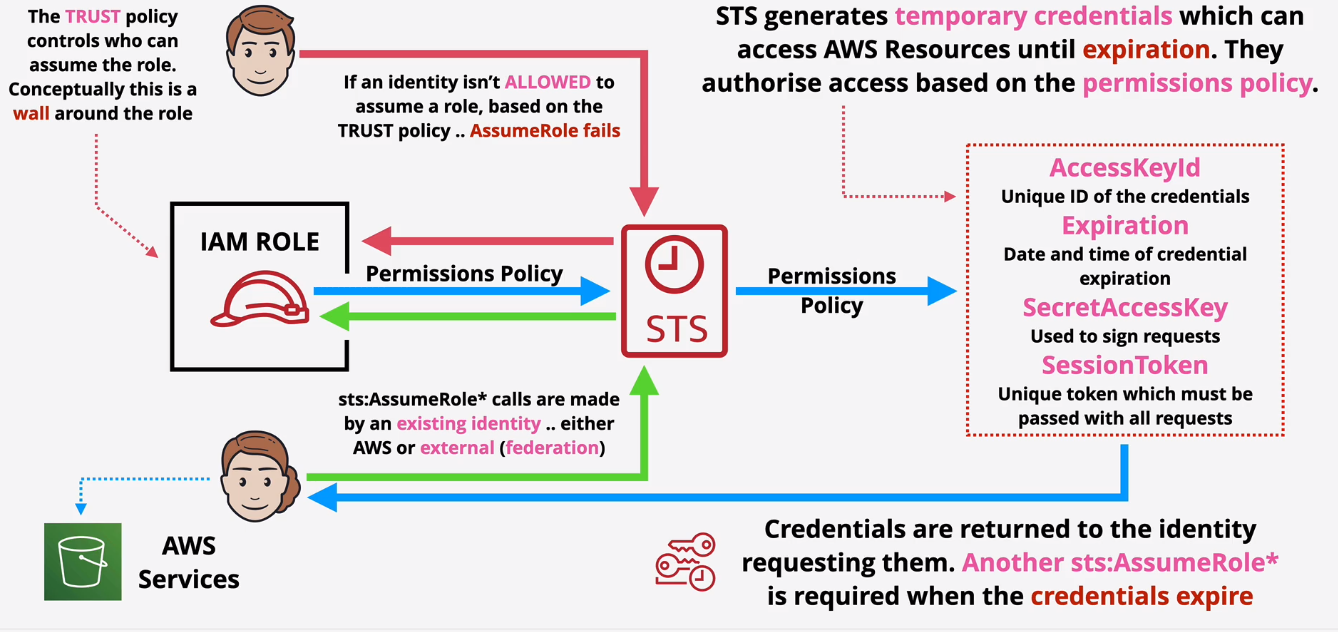 The TRUST policy
controls who can
assume the role.
Conceptually this is a
wall around the role
If an identity isn't ALLOWED to
assume a role, based on the
TRUST policy .. AssumeRole fails
STS generates temporary credentials which can
access AWS Resources until expiration. They
authorise access based on the permissions policy.
IAM ROLE
Permissions Policy
STS
Permissions
Policy
AccessKeyId
Unique ID of the credentials
Expiration
Date and time of credential
expiration
SecretAccessKey
Used to sign requests
SessionToken
Unique token which must be
passed with all requests
sts:AssumeRole* calls are made
by an existing identity .. either
AWS or external (federation)
AWS
Services
Credentials are returned to the identity
requesting them. Another sts:AssumeRole*
is required when the credentials expire